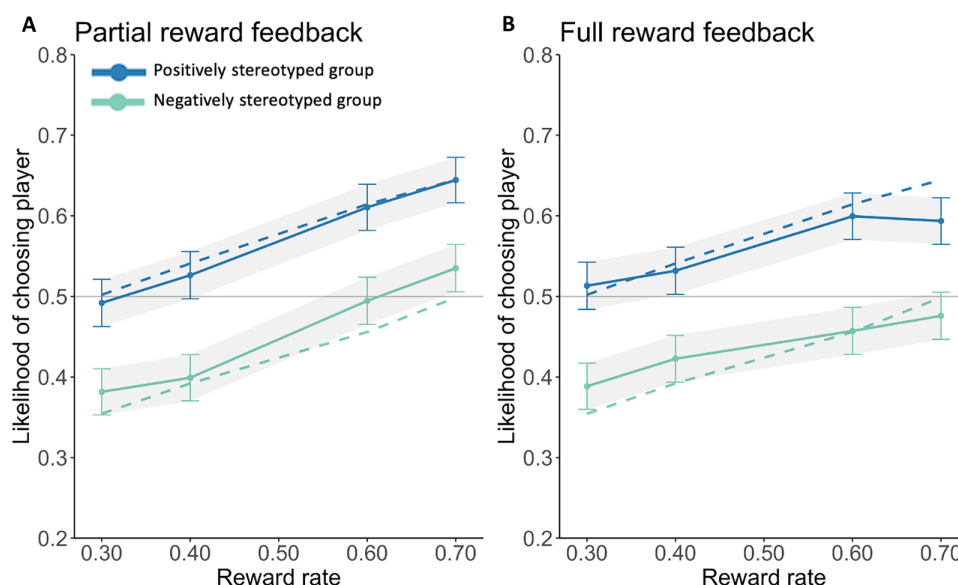 A Partial reward feedback
Positively stereotyped group
Negatively stereotyped group
Likelihood of choosing player
0.8
0.7
0.6
0.5
0.4
0.3
0.2
0.30 0.40 0.50 0.60 0.70
Reward rate
B Full reward feedback
Likelihood of choosing player
0.8
0.7
0.6
0.5
0.4
0.3
0.2
0.30 0.40 0.50 0.60 0.70
Reward rate